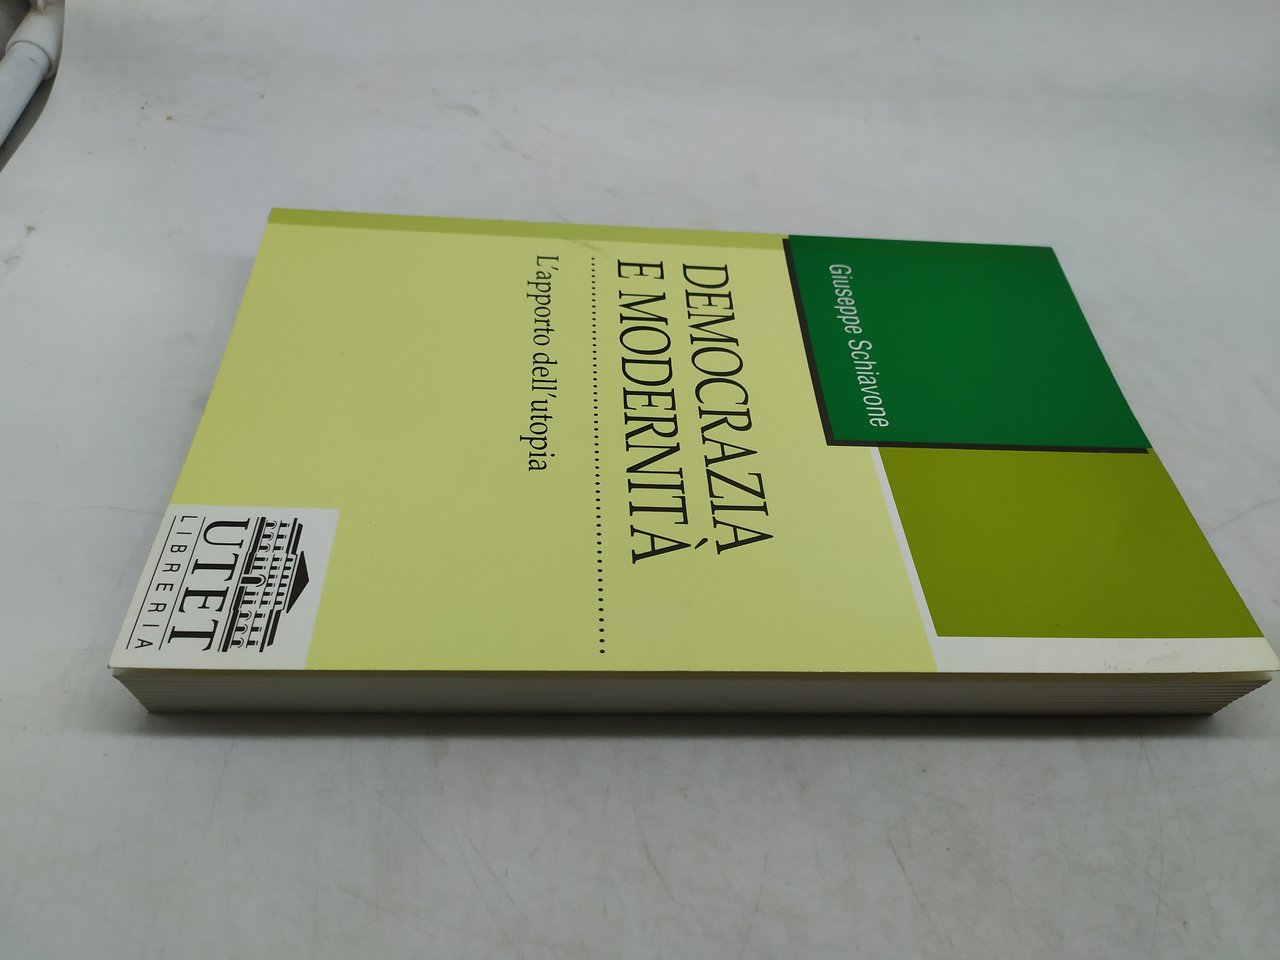 Giuseppe Schiavone
DEMOCRAZIA
E MODERNITÀ
L'apporto dell'utopia
UTET
LIBRERIA